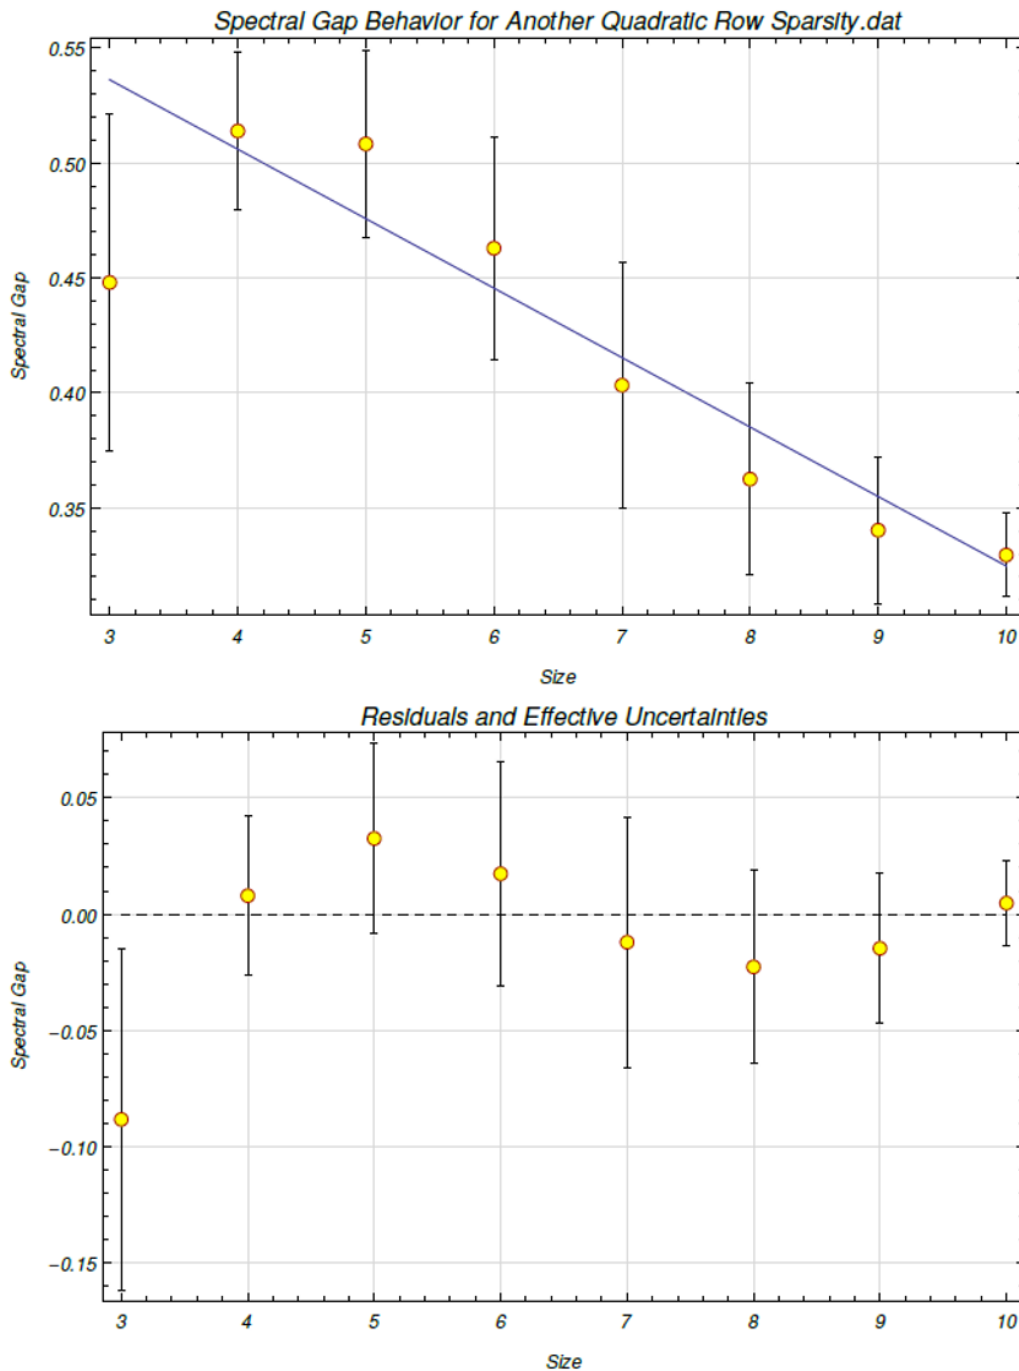 Spectral Gap Behavior for Another Quadratic Row Sparsity.dat
0.55
0.50
0.45
0.40
0.35
Spectral Gap
3 4 5 6 7 8 9 10
Size
Residuals and Effective Uncertainties
0.05
0.00
−0.05
−0.10
−0.15
Spectral Gap
3 4 5 6 7 8 9 10
Size